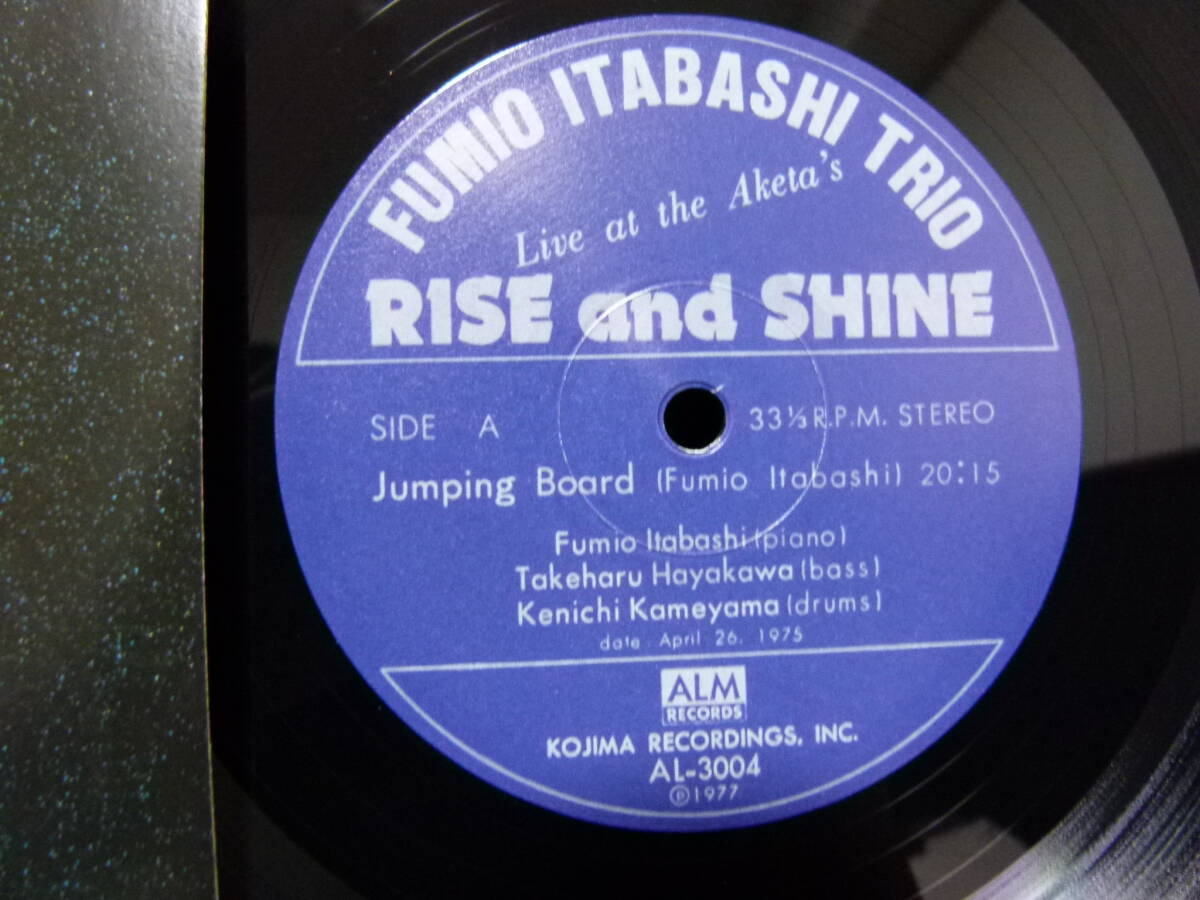 FUMIO ITABASHI TRIO
Live at the Aketa's
RISE and SHINE
SIDE A
33⅓ R.P.M. STEREO
Jumping Board (Fumio Itabashi) 20:15
Fumio Itabashi (piano)
Takeharu Hayakawa (bass)
Kenichi Kameyama (drums)
date. April 26. 1975
ALM
RECORDS
KOJIMA RECORDINGS, INC.
AL-3004
℗1977